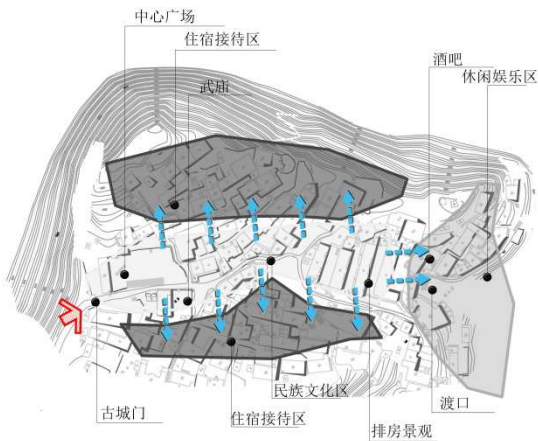 中心广场
住宿接待区
武庙
酒吧
休闲娱乐区
古城门
住宿接待区
民族文化区
排房景观
渡口